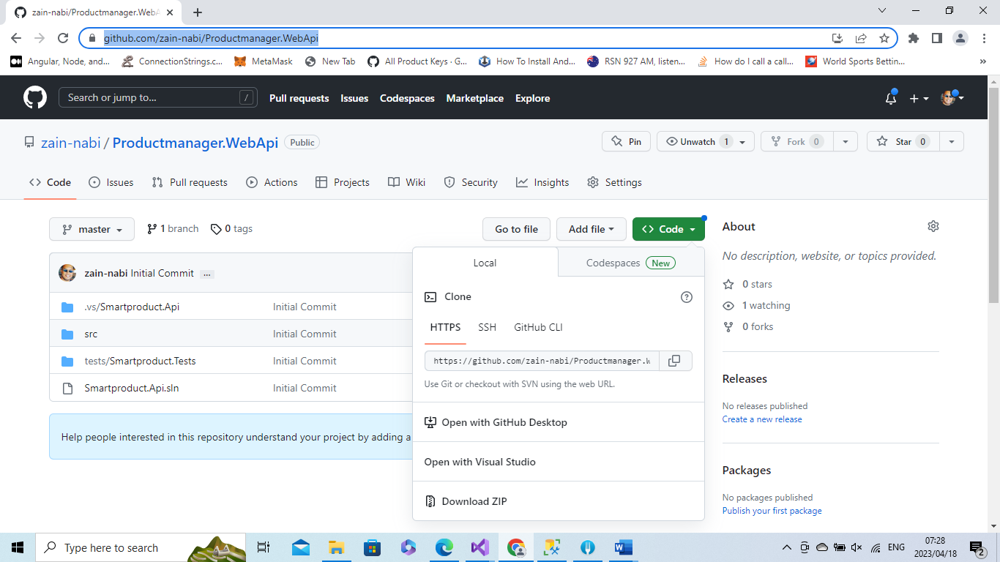 zain-nabi/Productmanager.WebA
github.com/zain-nabi/Productmanager.WebApi
Angular, Node, and...
ConnectionStrings.c...
MetaMask
New Tab
All Product Keys · G...
How To Install And...
RSN 927 AM, listen...
How do I call a call...
World Sports Bettin...
»
Search or jump to...
/
Pull requests
Issues
Codespaces
Marketplace
Explore
zain-nabi / Productmanager.WebApi
Public
Pin
Unwatch 1
Fork 0
Star 0
Code
Issues
Pull requests
Actions
Projects
Wiki
Security
Insights
Settings
master
1 branch
0 tags
Go to file
Add file
Code
About
No description, website, or topics provided.
0 stars
1 watching
0 forks
Releases
No releases published
Create a new release
Packages
No packages published
Publish your first package
zain-nabi Initial Commit ...
.vs/Smartproduct.Api Initial Commit
src Initial Commit
tests/Smartproduct.Tests Initial Commit
Smartproduct.Api.sln Initial Commit
Help people interested in this repository understand your project by adding a
Local
Codespaces New
Clone
HTTPS
SSH
GitHub CLI
https://github.com/zain-nabi/Productmanager.W
Use Git or checkout with SVN using the web URL.
Open with GitHub Desktop
Open with Visual Studio
Download ZIP
Type here to search
ENG
07:28
2023/04/18
2